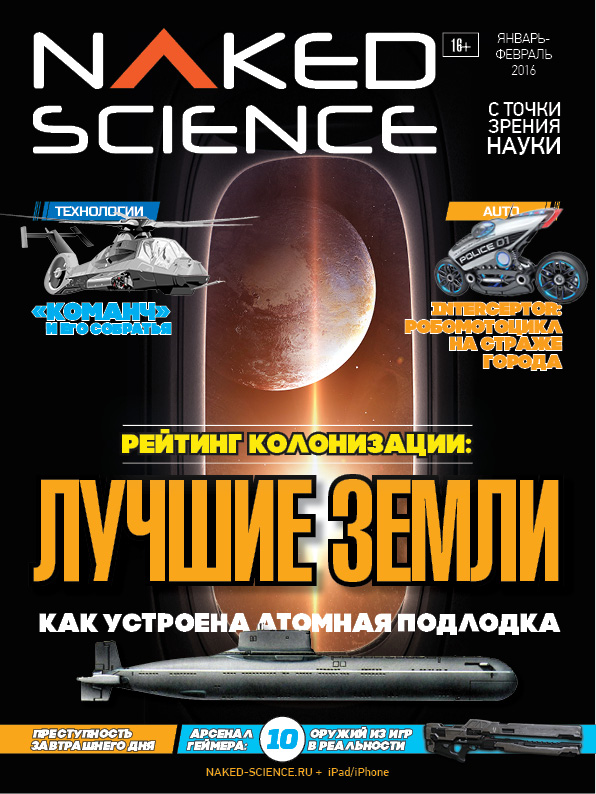 NAKED
SCIENCE
16+
ЯНВАРЬ-
ФЕВРАЛЬ
2016
С ТОЧКИ
ЗРЕНИЯ
НАУКИ
ТЕХНОЛОГИИ
«КОМАНЧ»
И ЕГО СОБРАТЬЯ
AUTO
POLICE 01
INTERCEPTOR:
РОБОМОТОЦИКЛ
НА СТРАЖЕ
ГОРОДА
РЕЙТИНГ КОЛОНИЗАЦИИ:
ЛУЧШИЕ ЗЕМЛИ
КАК УСТРОЕНА АТОМНАЯ ПОДЛОДКА
ПРЕСТУПНОСТЬ
ЗАВТРАШНЕГО ДНЯ
АРСЕНАЛ
ГЕЙМЕРА:
10
ОРУЖИЙ ИЗ ИГР
В РЕАЛЬНОСТИ
NAKED-SCIENCE.RU + iPad/iPhone